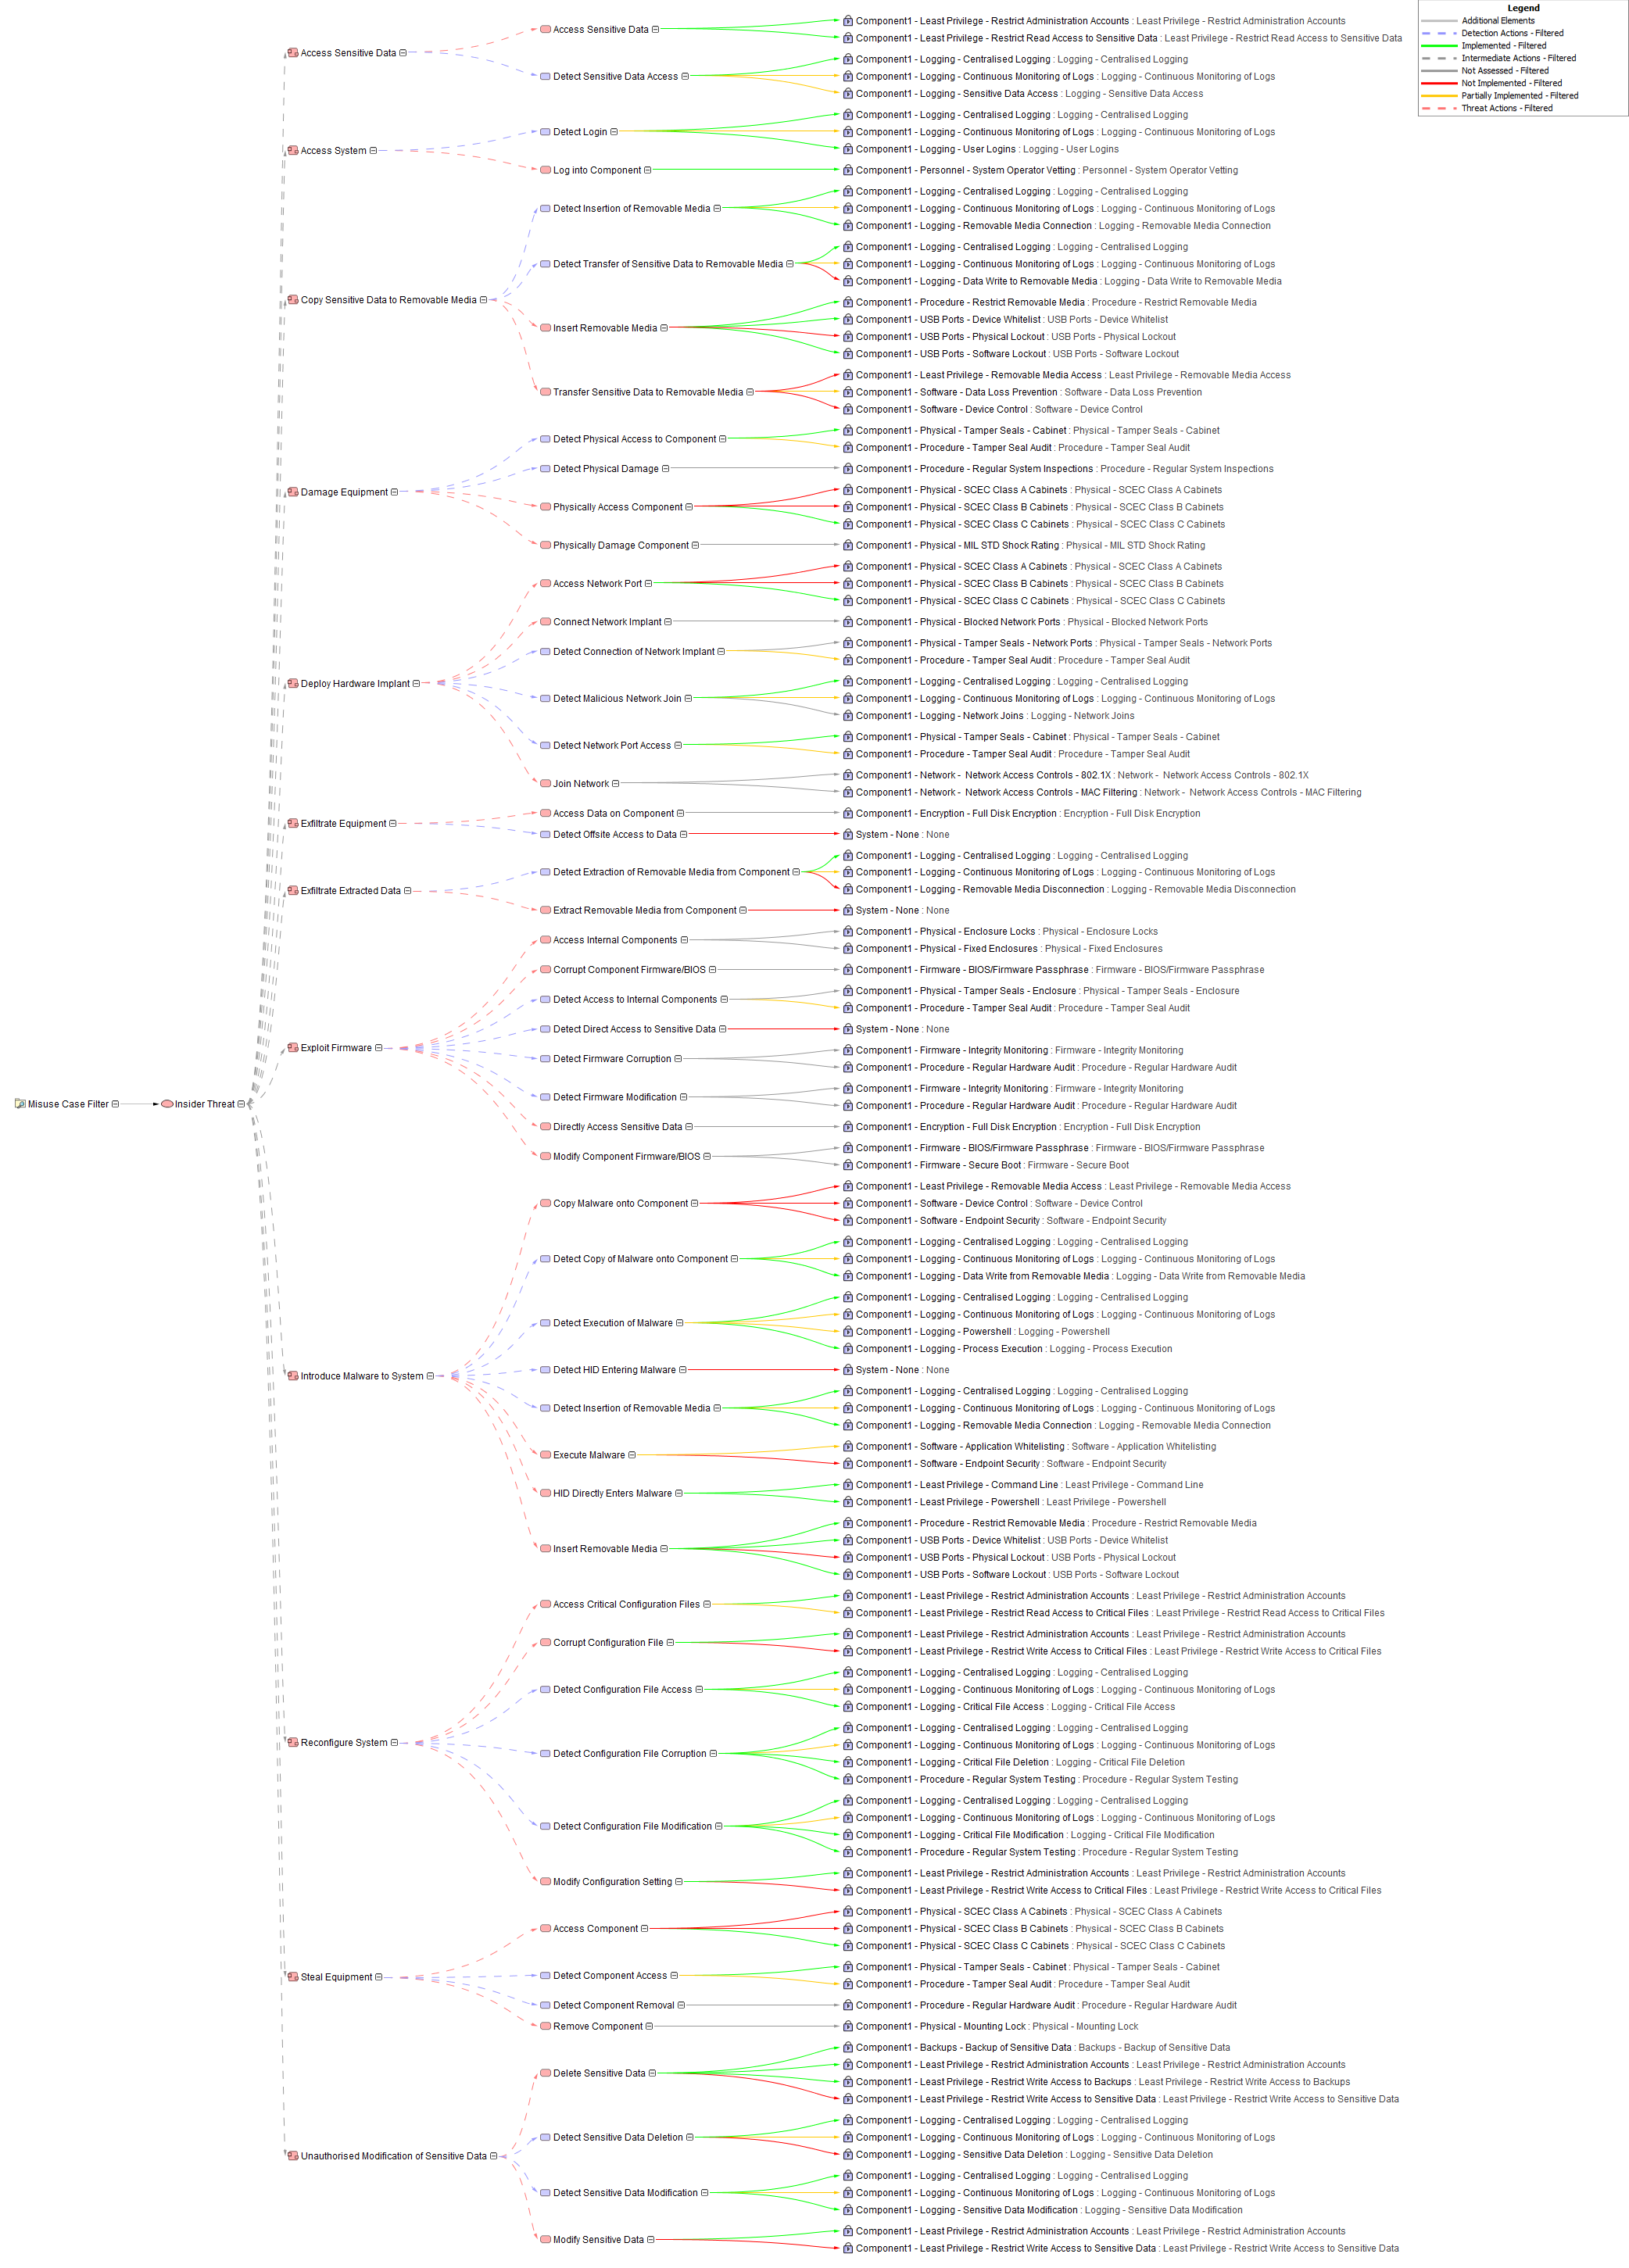 Legend
Additional Elements
Detection Actions - Filtered
Implemented - Filtered
Intermediate Actions - Filtered
Not Assessed - Filtered
Not Implemented - Filtered
Partially Implemented - Filtered
Threat Actions - Filtered
Misuse Case Filter
Insider Threat
Access Sensitive Data
Access Sensitive Data
Component1 - Least Privilege - Restrict Administration Accounts : Least Privilege - Restrict Administration Accounts
Component1 - Least Privilege - Restrict Read Access to Sensitive Data : Least Privilege - Restrict Read Access to Sensitive Data
Detect Sensitive Data Access
Component1 - Logging - Centralised Logging : Logging - Centralised Logging
Component1 - Logging - Continuous Monitoring of Logs : Logging - Continuous Monitoring of Logs
Component1 - Logging - Sensitive Data Access : Logging - Sensitive Data Access
Access System
Detect Login
Component1 - Logging - Centralised Logging : Logging - Centralised Logging
Component1 - Logging - Continuous Monitoring of Logs : Logging - Continuous Monitoring of Logs
Component1 - Logging - User Logins : Logging - User Logins
Log into Component
Component1 - Personnel - System Operator Vetting : Personnel - System Operator Vetting
Copy Sensitive Data to Removable Media
Detect Insertion of Removable Media
Component1 - Logging - Centralised Logging : Logging - Centralised Logging
Component1 - Logging - Continuous Monitoring of Logs : Logging - Continuous Monitoring of Logs
Component1 - Logging - Removable Media Connection : Logging - Removable Media Connection
Detect Transfer of Sensitive Data to Removable Media
Component1 - Logging - Centralised Logging : Logging - Centralised Logging
Component1 - Logging - Continuous Monitoring of Logs : Logging - Continuous Monitoring of Logs
Component1 - Logging - Data Write to Removable Media : Logging - Data Write to Removable Media
Insert Removable Media
Component1 - Procedure - Restrict Removable Media : Procedure - Restrict Removable Media
Component1 - USB Ports - Device Whitelist : USB Ports - Device Whitelist
Component1 - USB Ports - Physical Lockout : USB Ports - Physical Lockout
Component1 - USB Ports - Software Lockout : USB Ports - Software Lockout
Transfer Sensitive Data to Removable Media
Component1 - Least Privilege - Removable Media Access : Least Privilege - Removable Media Access
Component1 - Software - Data Loss Prevention : Software - Data Loss Prevention
Component1 - Software - Device Control : Software - Device Control
Damage Equipment
Detect Physical Access to Component
Component1 - Physical - Tamper Seals - Cabinet : Physical - Tamper Seals - Cabinet
Component1 - Procedure - Tamper Seal Audit : Procedure - Tamper Seal Audit
Detect Physical Damage
Component1 - Procedure - Regular System Inspections : Procedure - Regular System Inspections
Physically Access Component
Component1 - Physical - SCEC Class A Cabinets : Physical - SCEC Class A Cabinets
Component1 - Physical - SCEC Class B Cabinets : Physical - SCEC Class B Cabinets
Component1 - Physical - SCEC Class C Cabinets : Physical - SCEC Class C Cabinets
Physically Damage Component
Component1 - Physical - MIL STD Shock Rating : Physical - MIL STD Shock Rating
Deploy Hardware Implant
Access Network Port
Component1 - Physical - SCEC Class A Cabinets : Physical - SCEC Class A Cabinets
Component1 - Physical - SCEC Class B Cabinets : Physical - SCEC Class B Cabinets
Component1 - Physical - SCEC Class C Cabinets : Physical - SCEC Class C Cabinets
Connect Network Implant
Component1 - Physical - Blocked Network Ports : Physical - Blocked Network Ports
Detect Connection of Network Implant
Component1 - Physical - Tamper Seals - Network Ports : Physical - Tamper Seals - Network Ports
Component1 - Procedure - Tamper Seal Audit : Procedure - Tamper Seal Audit
Detect Malicious Network Join
Component1 - Logging - Centralised Logging : Logging - Centralised Logging
Component1 - Logging - Continuous Monitoring of Logs : Logging - Continuous Monitoring of Logs
Component1 - Logging - Network Joins : Logging - Network Joins
Detect Network Port Access
Component1 - Physical - Tamper Seals - Cabinet : Physical - Tamper Seals - Cabinet
Component1 - Procedure - Tamper Seal Audit : Procedure - Tamper Seal Audit
Join Network
Component1 - Network - Network Access Controls - 802.1X : Network - Network Access Controls - 802.1X
Component1 - Network - Network Access Controls - MAC Filtering : Network - Network Access Controls - MAC Filtering
Exfiltrate Equipment
Access Data on Component
Component1 - Encryption - Full Disk Encryption : Encryption - Full Disk Encryption
Detect Offsite Access to Data
System - None : None
Exfiltrate Extracted Data
Detect Extraction of Removable Media from Component
Component1 - Logging - Centralised Logging : Logging - Centralised Logging
Component1 - Logging - Continuous Monitoring of Logs : Logging - Continuous Monitoring of Logs
Component1 - Logging - Removable Media Disconnection : Logging - Removable Media Disconnection
Extract Removable Media from Component
System - None : None
Exploit Firmware
Access Internal Components
Component1 - Physical - Enclosure Locks : Physical - Enclosure Locks
Component1 - Physical - Fixed Enclosures : Physical - Fixed Enclosures
Corrupt Component Firmware/BIOS
Component1 - Firmware - BIOS/Firmware Passphrase : Firmware - BIOS/Firmware Passphrase
Detect Access to Internal Components
Component1 - Physical - Tamper Seals - Enclosure : Physical - Tamper Seals - Enclosure
Component1 - Procedure - Tamper Seal Audit : Procedure - Tamper Seal Audit
Detect Direct Access to Sensitive Data
System - None : None
Detect Firmware Corruption
Component1 - Firmware - Integrity Monitoring : Firmware - Integrity Monitoring
Component1 - Procedure - Regular Hardware Audit : Procedure - Regular Hardware Audit
Detect Firmware Modification
Component1 - Firmware - Integrity Monitoring : Firmware - Integrity Monitoring
Component1 - Procedure - Regular Hardware Audit : Procedure - Regular Hardware Audit
Directly Access Sensitive Data
Component1 - Encryption - Full Disk Encryption : Encryption - Full Disk Encryption
Modify Component Firmware/BIOS
Component1 - Firmware - BIOS/Firmware Passphrase : Firmware - BIOS/Firmware Passphrase
Component1 - Firmware - Secure Boot : Firmware - Secure Boot
Introduce Malware to System
Copy Malware onto Component
Component1 - Least Privilege - Removable Media Access : Least Privilege - Removable Media Access
Component1 - Software - Device Control : Software - Device Control
Component1 - Software - Endpoint Security : Software - Endpoint Security
Detect Copy of Malware onto Component
Component1 - Logging - Centralised Logging : Logging - Centralised Logging
Component1 - Logging - Continuous Monitoring of Logs : Logging - Continuous Monitoring of Logs
Component1 - Logging - Data Write from Removable Media : Logging - Data Write from Removable Media
Detect Execution of Malware
Component1 - Logging - Centralised Logging : Logging - Centralised Logging
Component1 - Logging - Continuous Monitoring of Logs : Logging - Continuous Monitoring of Logs
Component1 - Logging - Powershell : Logging - Powershell
Component1 - Logging - Process Execution : Logging - Process Execution
Detect HID Entering Malware
System - None : None
Detect Insertion of Removable Media
Component1 - Logging - Centralised Logging : Logging - Centralised Logging
Component1 - Logging - Continuous Monitoring of Logs : Logging - Continuous Monitoring of Logs
Component1 - Logging - Removable Media Connection : Logging - Removable Media Connection
Execute Malware
Component1 - Software - Application Whitelisting : Software - Application Whitelisting
Component1 - Software - Endpoint Security : Software - Endpoint Security
HID Directly Enters Malware
Component1 - Least Privilege - Command Line : Least Privilege - Command Line
Component1 - Least Privilege - Powershell : Least Privilege - Powershell
Insert Removable Media
Component1 - Procedure - Restrict Removable Media : Procedure - Restrict Removable Media
Component1 - USB Ports - Device Whitelist : USB Ports - Device Whitelist
Component1 - USB Ports - Physical Lockout : USB Ports - Physical Lockout
Component1 - USB Ports - Software Lockout : USB Ports - Software Lockout
Reconfigure System
Access Critical Configuration Files
Component1 - Least Privilege - Restrict Administration Accounts : Least Privilege - Restrict Administration Accounts
Component1 - Least Privilege - Restrict Read Access to Critical Files : Least Privilege - Restrict Read Access to Critical Files
Corrupt Configuration File
Component1 - Least Privilege - Restrict Administration Accounts : Least Privilege - Restrict Administration Accounts
Component1 - Least Privilege - Restrict Write Access to Critical Files : Least Privilege - Restrict Write Access to Critical Files
Detect Configuration File Access
Component1 - Logging - Centralised Logging : Logging - Centralised Logging
Component1 - Logging - Continuous Monitoring of Logs : Logging - Continuous Monitoring of Logs
Component1 - Logging - Critical File Access : Logging - Critical File Access
Detect Configuration File Corruption
Component1 - Logging - Centralised Logging : Logging - Centralised Logging
Component1 - Logging - Continuous Monitoring of Logs : Logging - Continuous Monitoring of Logs
Component1 - Logging - Critical File Deletion : Logging - Critical File Deletion
Component1 - Procedure - Regular System Testing : Procedure - Regular System Testing
Detect Configuration File Modification
Component1 - Logging - Centralised Logging : Logging - Centralised Logging
Component1 - Logging - Continuous Monitoring of Logs : Logging - Continuous Monitoring of Logs
Component1 - Logging - Critical File Modification : Logging - Critical File Modification
Component1 - Procedure - Regular System Testing : Procedure - Regular System Testing
Modify Configuration Setting
Component1 - Least Privilege - Restrict Administration Accounts : Least Privilege - Restrict Administration Accounts
Component1 - Least Privilege - Restrict Write Access to Critical Files : Least Privilege - Restrict Write Access to Critical Files
Steal Equipment
Access Component
Component1 - Physical - SCEC Class A Cabinets : Physical - SCEC Class A Cabinets
Component1 - Physical - SCEC Class B Cabinets : Physical - SCEC Class B Cabinets
Component1 - Physical - SCEC Class C Cabinets : Physical - SCEC Class C Cabinets
Detect Component Access
Component1 - Physical - Tamper Seals - Cabinet : Physical - Tamper Seals - Cabinet
Component1 - Procedure - Tamper Seal Audit : Procedure - Tamper Seal Audit
Detect Component Removal
Component1 - Procedure - Regular Hardware Audit : Procedure - Regular Hardware Audit
Remove Component
Component1 - Physical - Mounting Lock : Physical - Mounting Lock
Unauthorised Modification of Sensitive Data
Delete Sensitive Data
Component1 - Backups - Backup of Sensitive Data : Backups - Backup of Sensitive Data
Component1 - Least Privilege - Restrict Administration Accounts : Least Privilege - Restrict Administration Accounts
Component1 - Least Privilege - Restrict Write Access to Backups : Least Privilege - Restrict Write Access to Backups
Component1 - Least Privilege - Restrict Write Access to Sensitive Data : Least Privilege - Restrict Write Access to Sensitive Data
Detect Sensitive Data Deletion
Component1 - Logging - Centralised Logging : Logging - Centralised Logging
Component1 - Logging - Continuous Monitoring of Logs : Logging - Continuous Monitoring of Logs
Component1 - Logging - Sensitive Data Deletion : Logging - Sensitive Data Deletion
Detect Sensitive Data Modification
Component1 - Logging - Centralised Logging : Logging - Centralised Logging
Component1 - Logging - Continuous Monitoring of Logs : Logging - Continuous Monitoring of Logs
Component1 - Logging - Sensitive Data Modification : Logging - Sensitive Data Modification
Modify Sensitive Data
Component1 - Least Privilege - Restrict Administration Accounts : Least Privilege - Restrict Administration Accounts
Component1 - Least Privilege - Restrict Write Access to Sensitive Data : Least Privilege - Restrict Write Access to Sensitive Data